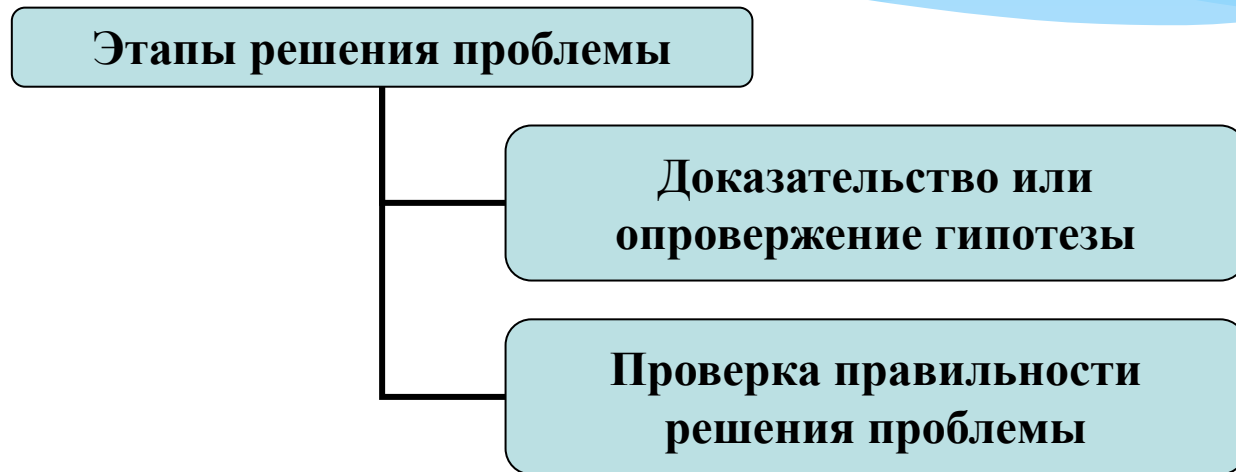 Этапы решения проблемы
Доказательство или
опровержение гипотезы
Проверка правильности
решения проблемы